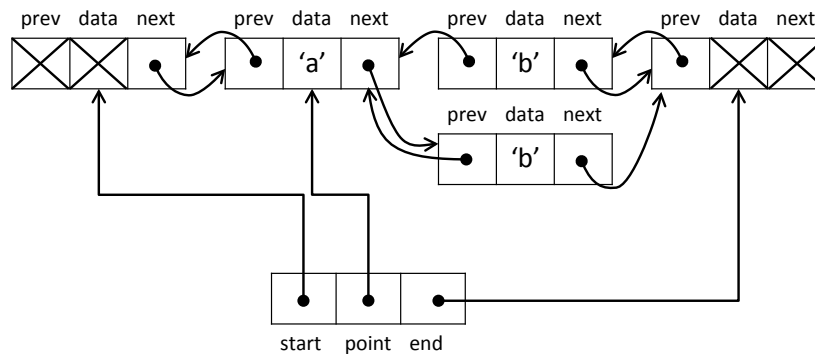 prev data next prev data next prev data next prev data next
‘a’ ‘b’
prev data next
‘b’
start point end